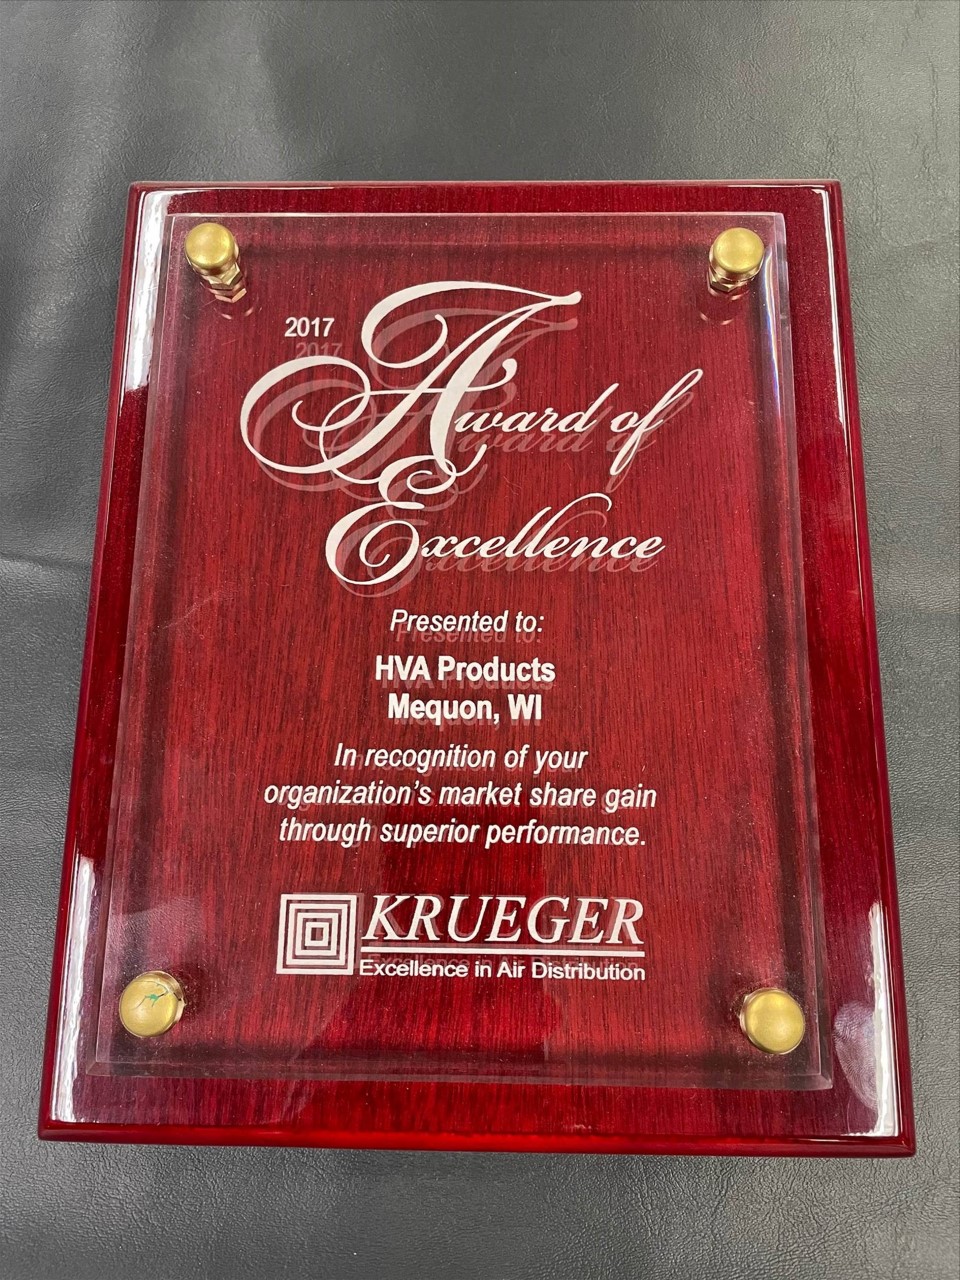 2017
Award of
Excellence
Presented to:
HVA Products
Mequon, WI
In recognition of your
organization's market share gain
through superior performance.
KRUEGER
Excellence in Air Distribution